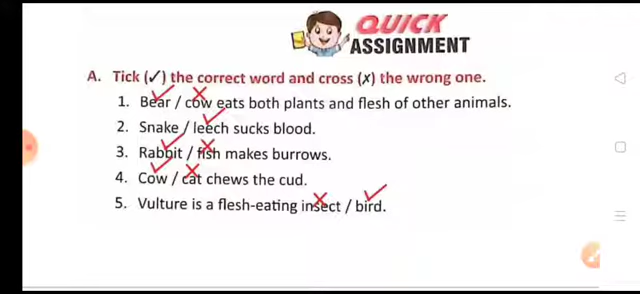 QUICK
ASSIGNMENT
A. Tick (✓) the correct word and cross (✗) the wrong one.
1. Bear / cow eats both plants and flesh of other animals.
2. Snake / leech sucks blood.
3. Rabbit / fish makes burrows.
4. Cow / cat chews the cud.
5. Vulture is a flesh-eating insect / bird.